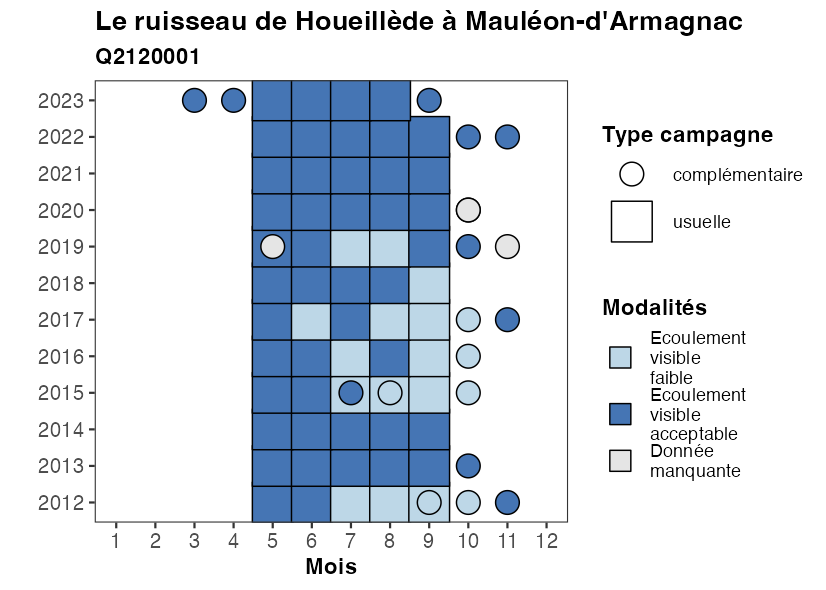 Le ruisseau de Houeillède à Mauléon-d'Armagnac
Q2120001
2023
2022
2021
2020
2019
2018
2017
2016
2015
2014
2013
2012
1 2 3 4 5 6 7 8 9 10 11 12
Mois
Type campagne
complémentaire
usuelle
Modalités
Ecoulement
visible
faible
Ecoulement
visible
acceptable
Donnée
manquante